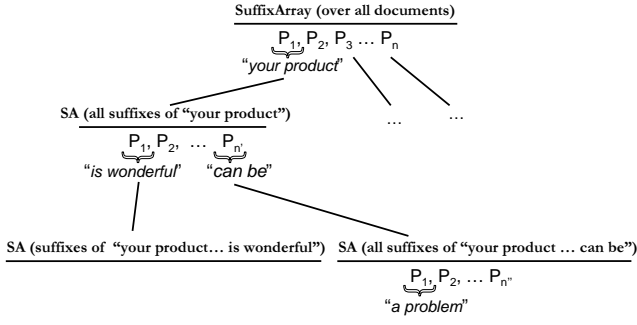 SuffixArray (over all documents)
P1, P2, P3 ... Pn
“your product”
SA (all suffixes of “your product”)
... ...
P1, P2, ... Pn'
“is wonderful” “can be”
SA (suffixes of “your product... is wonderful”) SA (all suffixes of “your product ... can be”)
P1, P2, ... Pn''
“a problem”